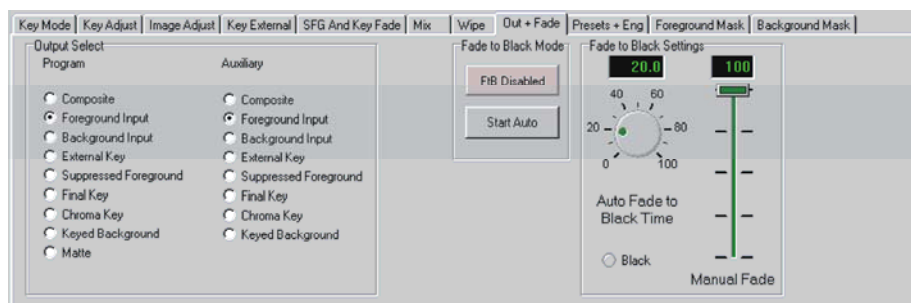 Key Mode Key Adjust Image Adjust Key External SFG And Key Fade Mix Wipe Out + Fade Presets + Eng Foreground Mask Background Mask
Output Select
Program
Composite
Foreground Input
Background Input
External Key
Suppressed Foreground
Final Key
Chroma Key
Keyed Background
Matte
Auxiliary
Composite
Foreground Input
Background Input
External Key
Suppressed Foreground
Final Key
Chroma Key
Keyed Background
Fade to Black Mode
FtB Disabled
Start Auto
Fade to Black Settings
20.0
100
40 60
20 80
0 100
Auto Fade to
Black Time
Black
Manual Fade